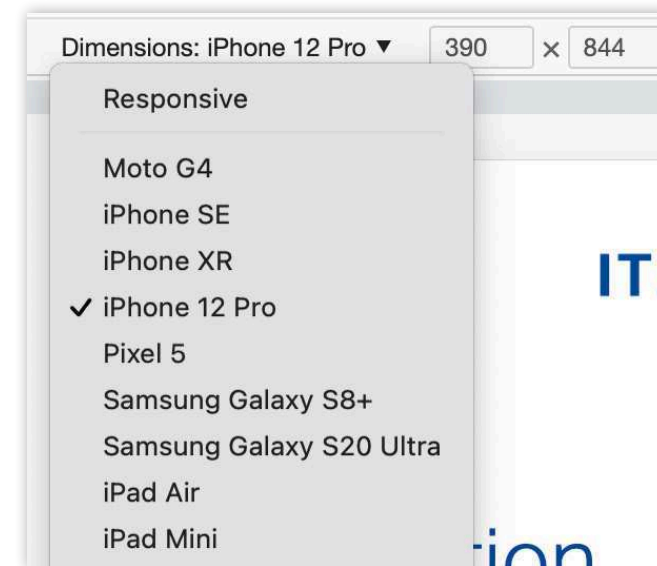 Dimensions: iPhone 12 Pro ▼ 390 × 844
Responsive
Moto G4
iPhone SE
iPhone XR
IT
✓ iPhone 12 Pro
Pixel 5
Samsung Galaxy S8+
Samsung Galaxy S20 Ultra
iPad Air
iPad Mini
tion